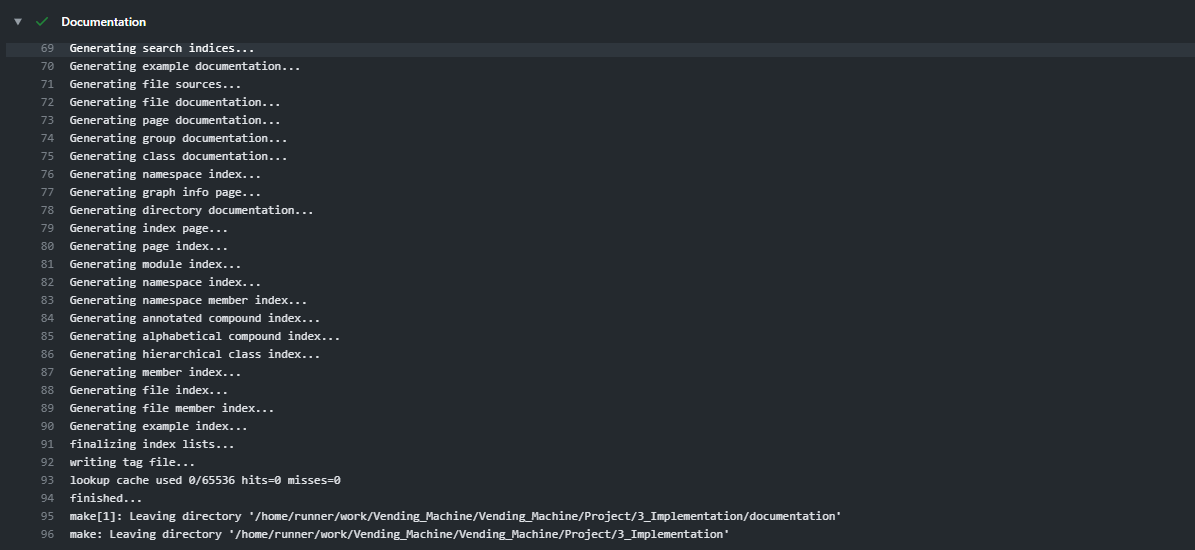 Documentation
69 Generating search indices...
70 Generating example documentation...
71 Generating file sources...
72 Generating file documentation...
73 Generating page documentation...
74 Generating group documentation...
75 Generating class documentation...
76 Generating namespace index...
77 Generating graph info page...
78 Generating directory documentation...
79 Generating index page...
80 Generating page index...
81 Generating module index...
82 Generating namespace index...
83 Generating namespace member index...
84 Generating annotated compound index...
85 Generating alphabetical compound index...
86 Generating hierarchical class index...
87 Generating member index...
88 Generating file index...
89 Generating file member index...
90 Generating example index...
91 finalizing index lists...
92 writing tag file...
93 lookup cache used 0/65536 hits=0 misses=0
94 finished...
95 make[1]: Leaving directory '/home/runner/work/Vending_Machine/Vending_Machine/Project/3_Implementation/documentation'
96 make: Leaving directory '/home/runner/work/Vending_Machine/Vending_Machine/Project/3_Implementation'